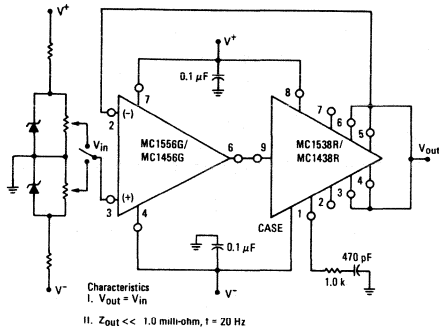 V+
V+
0.1 µF
7
8
7
6
5
2
(-)
MC1556G/
MC1456G
6
9
MC1538R/
MC1438R
Vout
Vin
3
(+)
4
CASE
1
2
3
4
0.1 µF
470 pF
1.0 k
V-
V-
Characteristics
I. Vout = Vin
II. Zout << 1.0 milli-ohm, f = 20 Hz